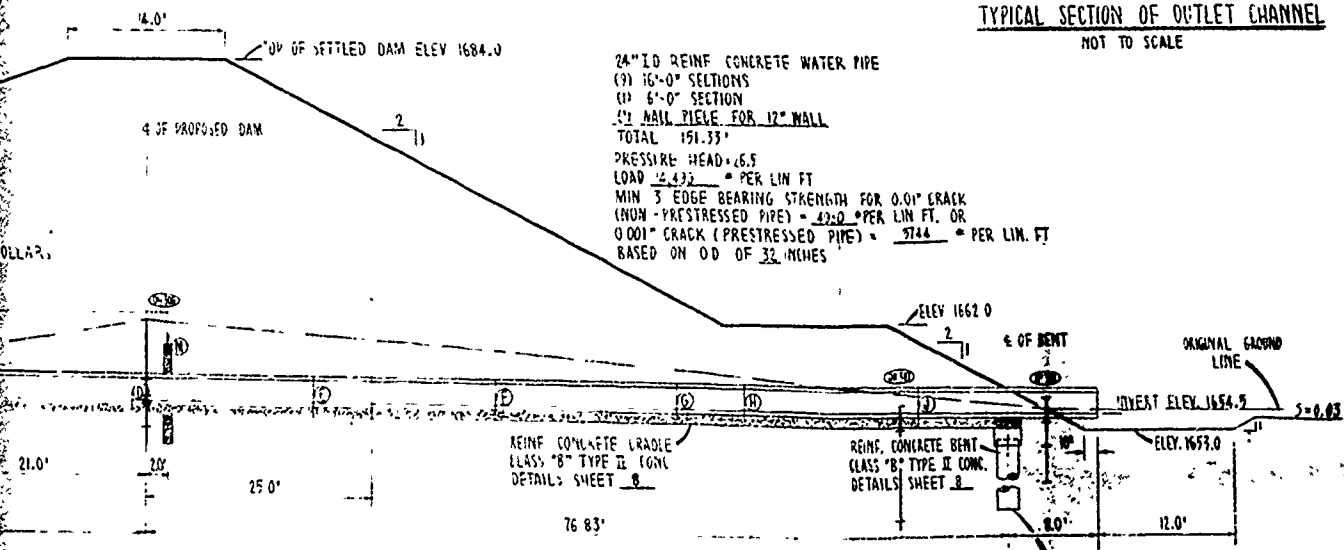 TYPICAL SECTION OF OUTLET CHANNEL
NOT TO SCALE
14.0'
TOP OF SETTLED DAM ELEV 1684.0
24" I.D REINF CONCRETE WATER PIPE
(9) 16'-0" SECTIONS
(1) 6'-0" SECTION
(1) WALL PIECE FOR 12" WALL
TOTAL 151.33'
PRESSURE HEAD = 26.5
LOAD PER LIN FT
MIN 3 EDGE BEARING STRENGTH FOR 0.01" CRACK
(NON - PRESTRESSED PIPE) = # PER LIN FT. OR
0.001" CRACK (PRESTRESSED PIPE) = 5744 # PER LIN. FT
BASED ON O D OF 32 INCHES
℄ OF PROPOSED DAM
2
1
OLLARS
ELEV 1662.0
2
1
℄ OF BENT
ORIGINAL GROUND
LINE
N
INVERT ELEV. 1654.5
S=0.03
F
G
H
J
ELEV. 1653.0
REINF CONCRETE CRADLE
CLASS "B" TYPE II CONC
DETAILS SHEET 8
REINF. CONCRETE BENT
CLASS "B" TYPE II CONC.
DETAILS SHEET 8
21.0'
2.0'
25.0'
76.83'
8.0'
12.0'